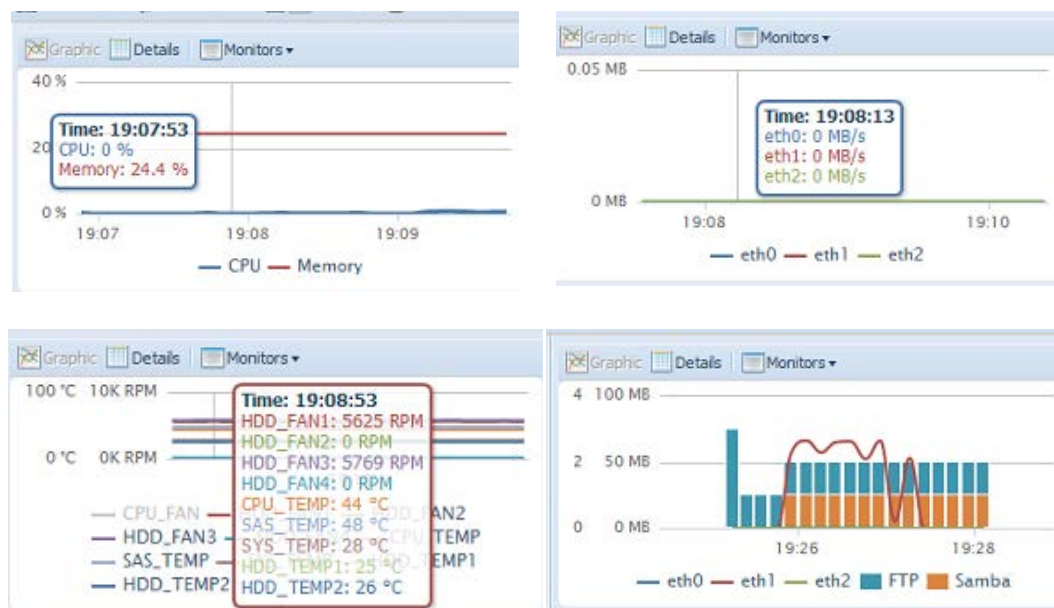 Graphic Details Monitors
40 %
Time: 19:07:53
CPU: 0 %
20
Memory: 24.4 %
0 %
19:07 19:08 19:09
CPU Memory
Graphic Details Monitors
0.05 MB
Time: 19:08:13
eth0: 0 MB/s
eth1: 0 MB/s
eth2: 0 MB/s
0 MB
19:08 19:10
eth0 eth1 eth2
Graphic Details Monitors
100 °C 10K RPM
Time: 19:08:53
HDD_FAN1: 5625 RPM
HDD_FAN2: 0 RPM
HDD_FAN3: 5769 RPM
HDD_FAN4: 0 RPM
CPU_TEMP: 44 °C
SAS_TEMP: 48 °C
SYS_TEMP: 28 °C
HDD_TEMP1: 25 °C
HDD_TEMP2: 26 °C
0 °C 0K RPM
CPU_FAN
HDD_FAN3
SAS_TEMP
HDD_TEMP2
Graphic Details Monitors
4 100 MB
2 50 MB
0 0 MB
19:26 19:28
eth0 eth1 eth2 FTP Samba